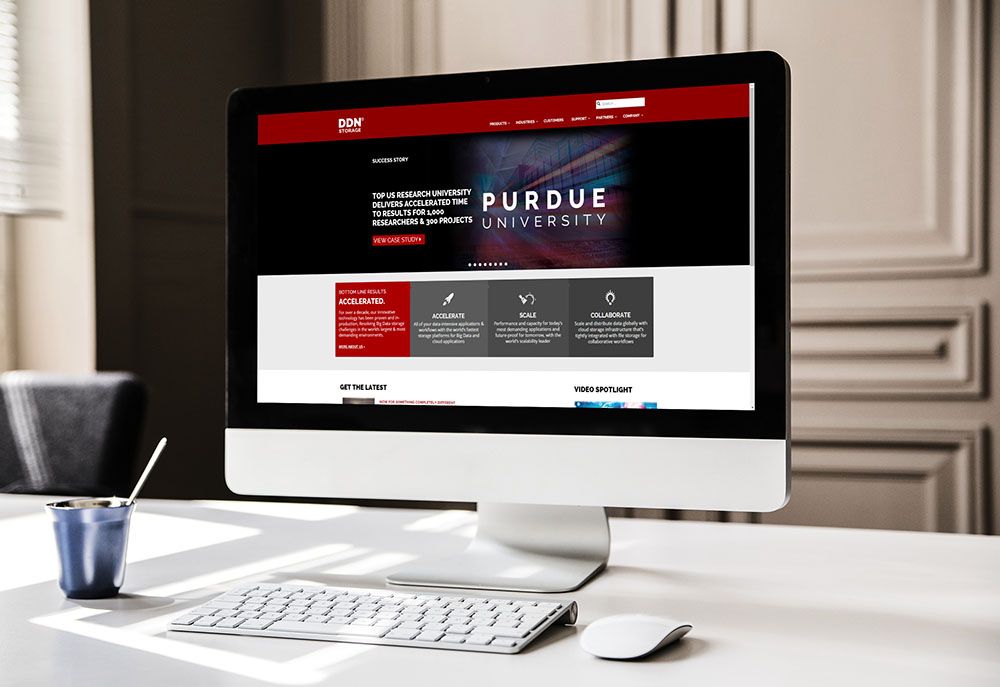 DDN®
STORAGE
Search
PRODUCTS INDUSTRIES CUSTOMERS SUPPORT PARTNERS COMPANY
SUCCESS STORY
TOP US RESEARCH UNIVERSITY
DELIVERS ACCELERATED TIME
TO RESULTS FOR 1,000
RESEARCHERS & 300 PROJECTS
VIEW CASE STUDY
PURDUE
UNIVERSITY
BOTTOM LINE RESULTS
ACCELERATED.
For over a decade, our innovative
technology has been proven and in-
production, Resolving Big Data storage
challenges in the world's largest & most
demanding environments.
MORE ABOUT US
ACCELERATE
All of your data-intensive applications &
workflows with the world's fastest
storage platforms for Big Data and
cloud applications
SCALE
Performance and capacity for today's
most demanding applications and
future-proof for tomorrow, with the
world's scalability leader
COLLABORATE
Scale and distribute data globally with
cloud storage infrastructure that's
tightly integrated with file storage for
collaborative workflows
GET THE LATEST
NOW FOR SOMETHING COMPLETELY DIFFERENT
VIDEO SPOTLIGHT